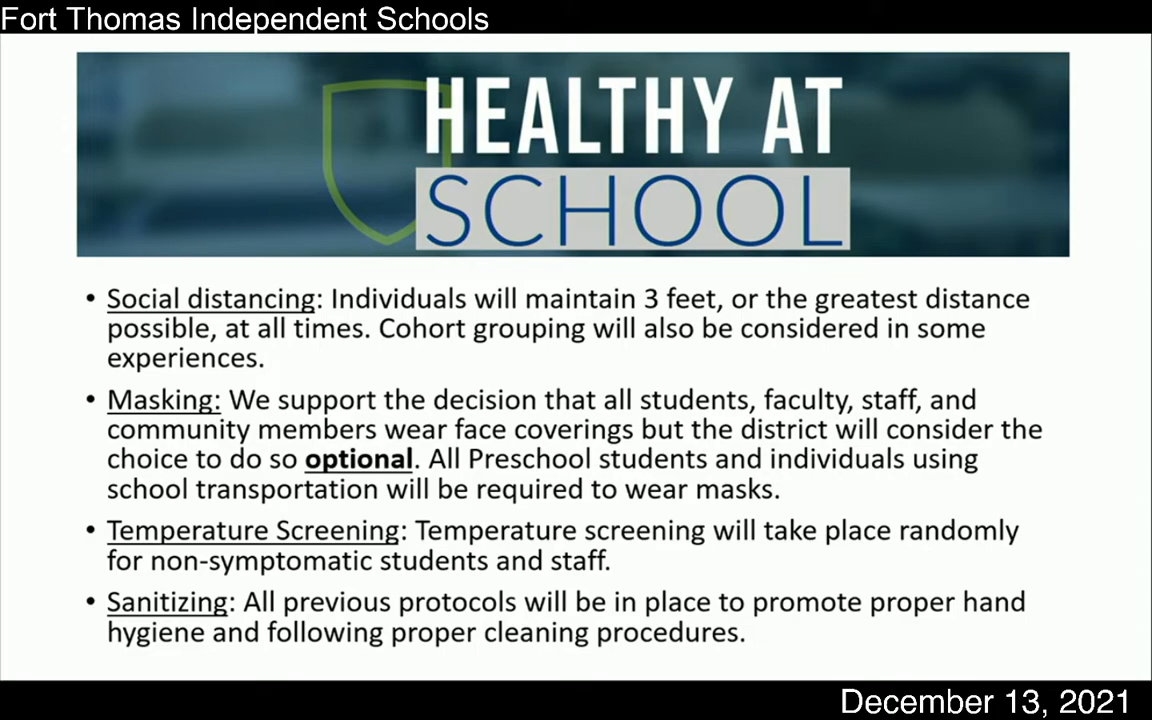 Fort Thomas Independent Schools
HEALTHY AT
SCHOOL
• Social distancing: Individuals will maintain 3 feet, or the greatest distance
possible, at all times. Cohort grouping will also be considered in some
experiences.
• Masking: We support the decision that all students, faculty, staff, and
community members wear face coverings but the district will consider the
choice to do so optional. All Preschool students and individuals using
school transportation will be required to wear masks.
• Temperature Screening: Temperature screening will take place randomly
for non-symptomatic students and staff.
• Sanitizing: All previous protocols will be in place to promote proper hand
hygiene and following proper cleaning procedures.
December 13, 2021